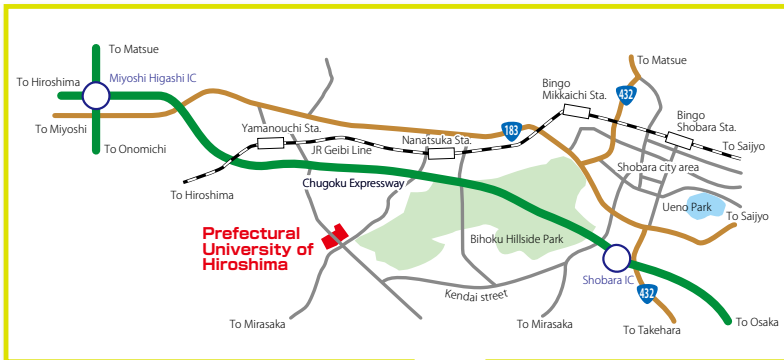 To Matsue
To Hiroshima
Miyoshi Higashi IC
To Miyoshi
To Onomichi
To Matsue
Bingo
Mikkaichi Sta.
432
Bingo
Shobara Sta.
183
Yamanouchi Sta.
Nanatsuka Sta.
JR Geibi Line
To Saijyo
Shobara city area
To Hiroshima
Chugoku Expressway
Ueno Park
To Saijyo
Prefectural
University of
Hiroshima
Bihoku Hillside Park
Shobara IC
Kendai street
432
To Mirasaka
To Mirasaka
To Takehara
To Osaka